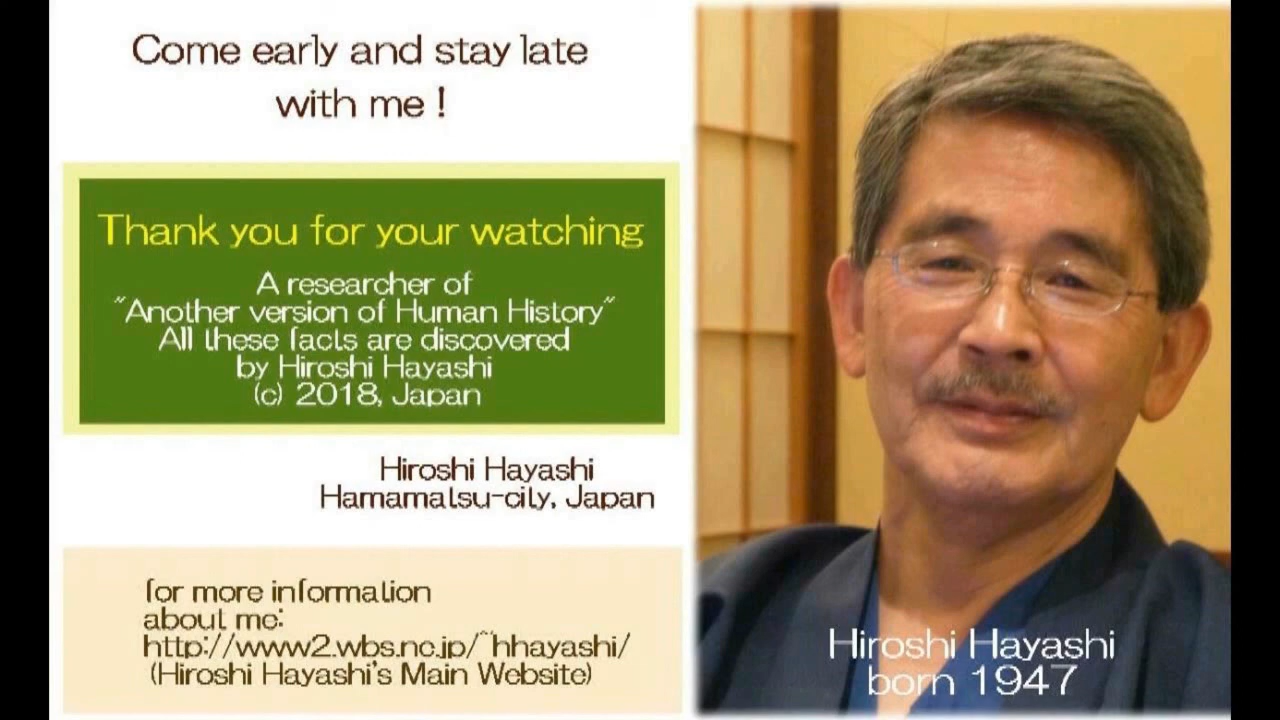 Come early and stay late
with me !
Thank you for your watching
A researcher of
"Another version of Human History"
All these facts are discovered
by Hiroshi Hayashi
(c) 2018, Japan
Hiroshi Hayashi
Hamamatsu-city, Japan
for more information
about me:
http://www2.wbs.ne.jp/~hhayashi/
(Hiroshi Hayashi's Main Website)
Hiroshi Hayashi
born 1947